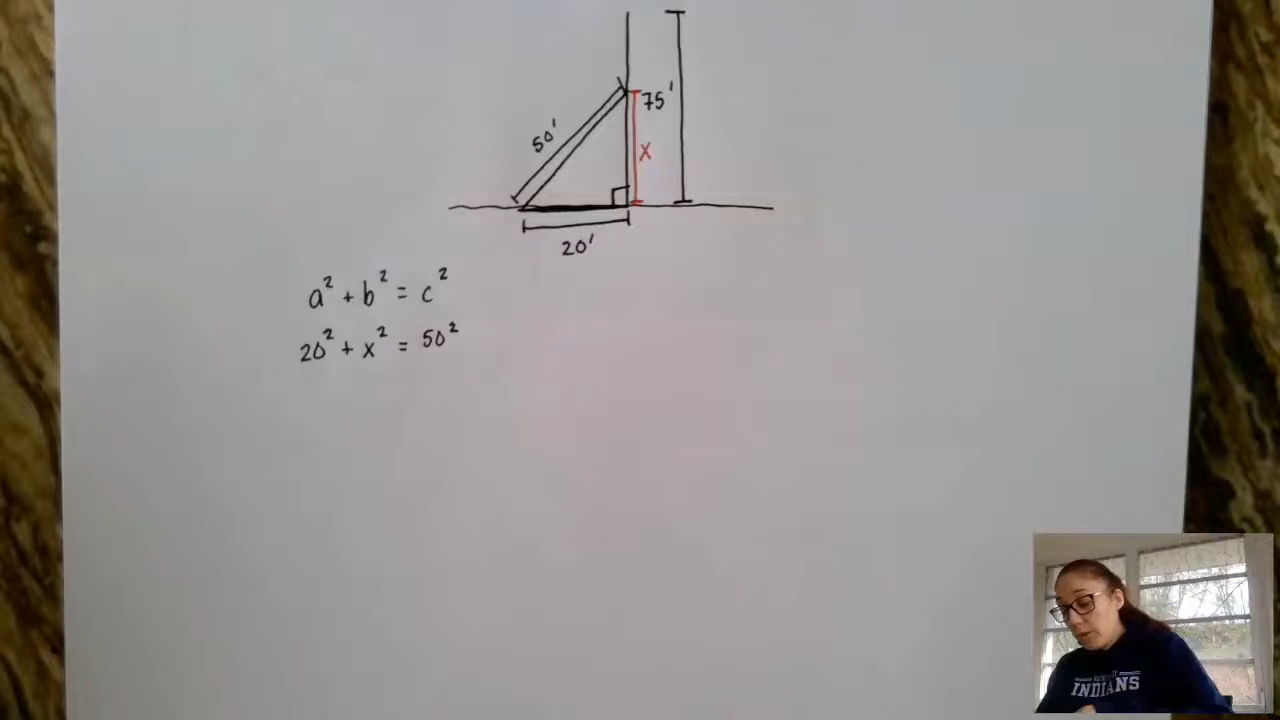 75'
50'
x
20'
a² + b² = c²
20² + x² = 50²
INDIANS